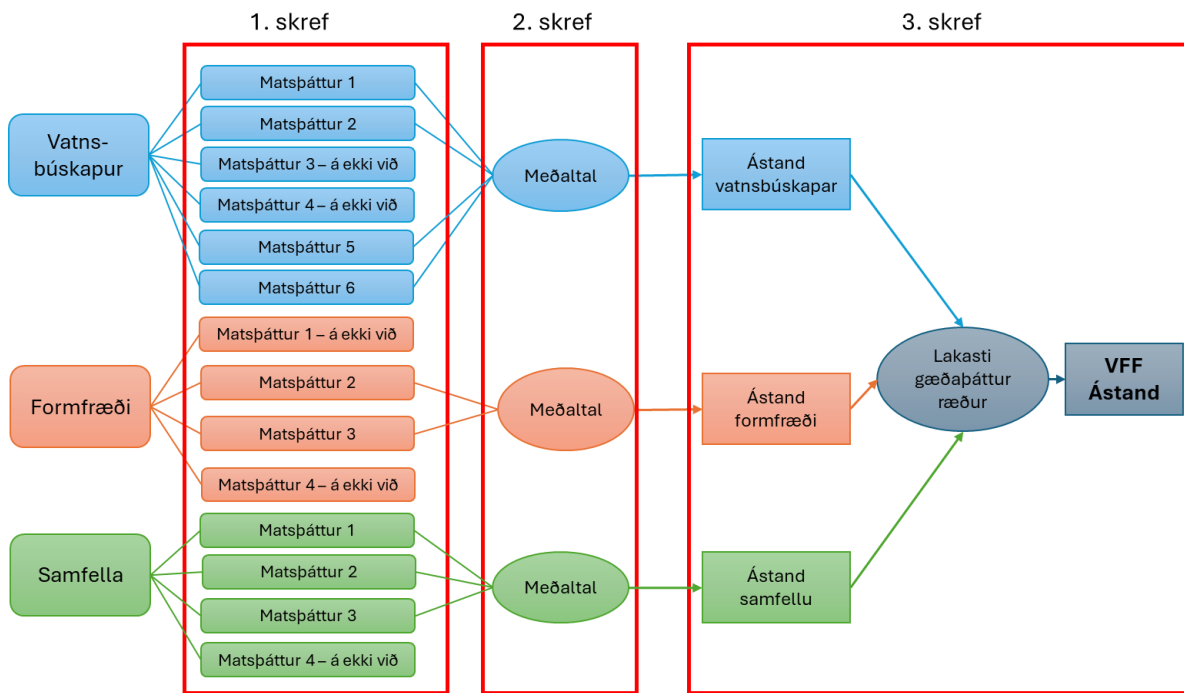 1. skref
2. skref
3. skref
Vatns-
búskapur
Matsþáttur 1
Matsþáttur 2
Matsþáttur 3 – á ekki við
Matsþáttur 4 – á ekki við
Matsþáttur 5
Matsþáttur 6
Meðaltal
Ástand
vatnsbúskapar
Formfræði
Matsþáttur 1 – á ekki við
Matsþáttur 2
Matsþáttur 3
Matsþáttur 4 – á ekki við
Meðaltal
Ástand
formfræði
Samfella
Matsþáttur 1
Matsþáttur 2
Matsþáttur 3
Matsþáttur 4 – á ekki við
Meðaltal
Ástand
samfellu
Lakasti
gæðaþáttur
ræður
VFF
Ástand